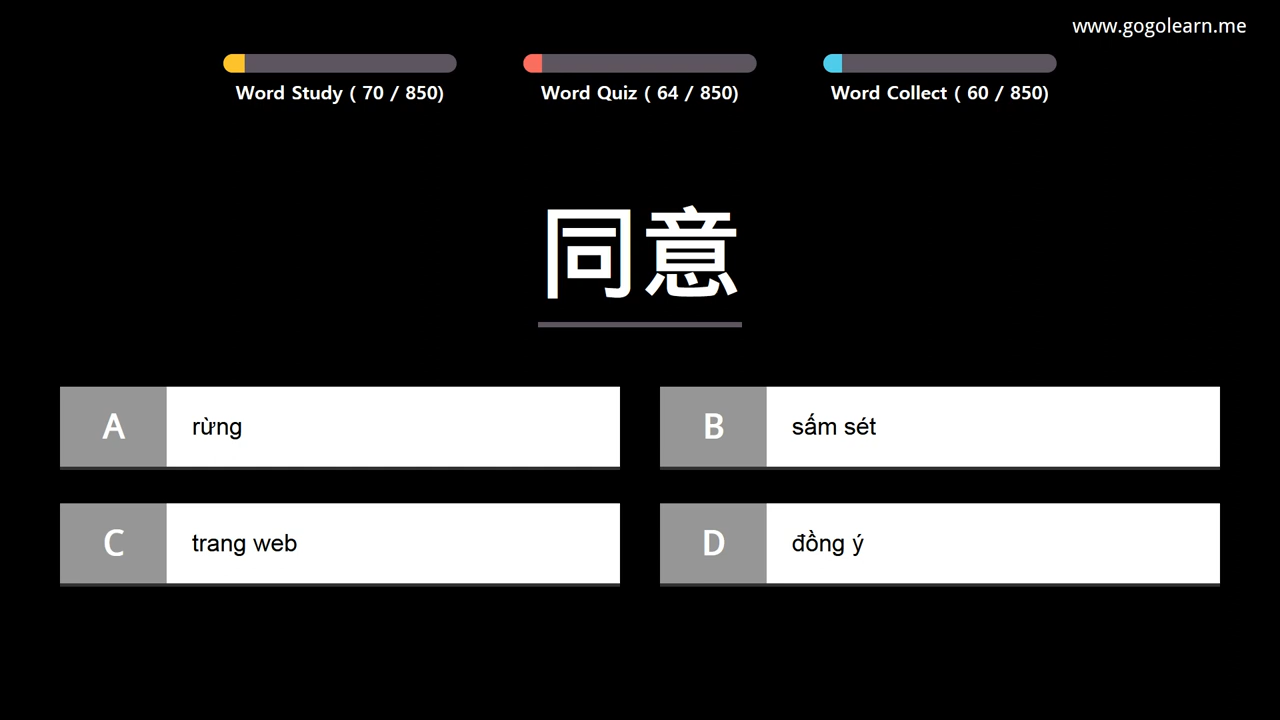 www.gogolearn.me
Word Study ( 70 / 850)
Word Quiz ( 64 / 850)
Word Collect ( 60 / 850)
同意
A
rừng
B
sấm sét
C
trang web
D
đồng ý